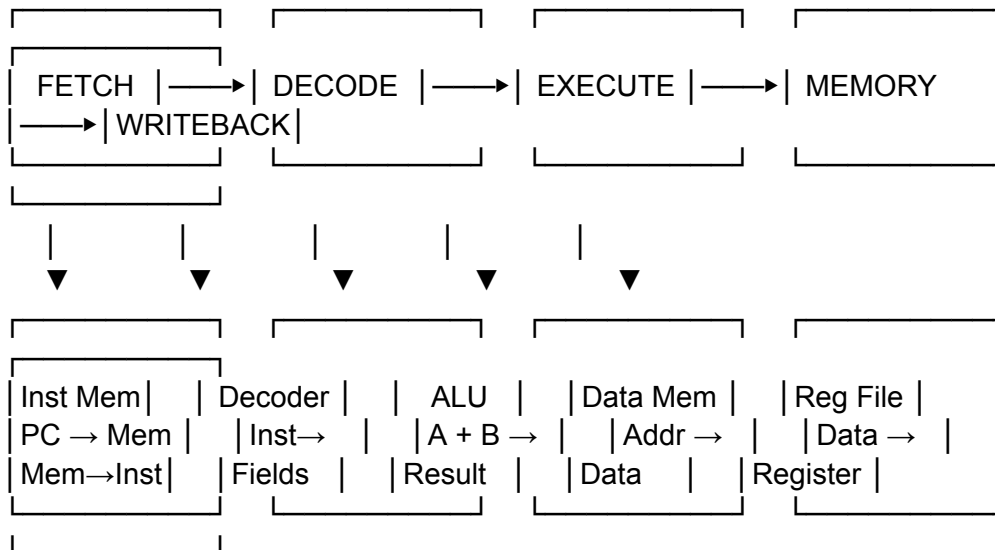 FETCH → DECODE → EXECUTE → MEMORY
→ WRITEBACK
Inst Mem Decoder ALU Data Mem Reg File
PC → Mem Inst→ A + B → Addr → Data →
Mem→Inst Fields Result Data Register